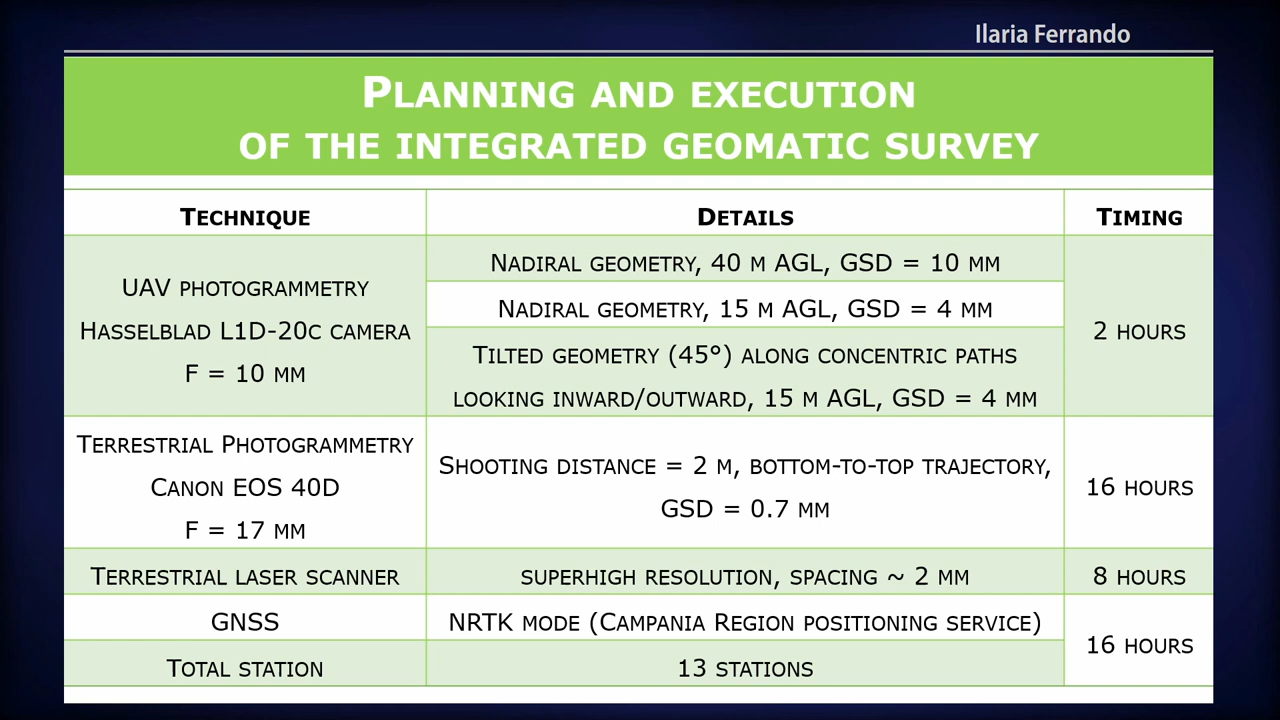 Ilaria Ferrando
PLANNING AND EXECUTION
OF THE INTEGRATED GEOMATIC SURVEY
TECHNIQUE
DETAILS
TIMING
UAV PHOTOGRAMMETRY
HASSELBLAD L1D-20C CAMERA
F = 10 MM
NADIRAL GEOMETRY, 40 M AGL, GSD = 10 MM
NADIRAL GEOMETRY, 15 M AGL, GSD = 4 MM
TILTED GEOMETRY (45°) ALONG CONCENTRIC PATHS
LOOKING INWARD/OUTWARD, 15 M AGL, GSD = 4 MM
2 HOURS
TERRESTRIAL PHOTOGRAMMETRY
CANON EOS 40D
F = 17 MM
SHOOTING DISTANCE = 2 M, BOTTOM-TO-TOP TRAJECTORY,
GSD = 0.7 MM
16 HOURS
TERRESTRIAL LASER SCANNER
SUPERHIGH RESOLUTION, SPACING ~ 2 MM
8 HOURS
GNSS
NRTK MODE (CAMPANIA REGION POSITIONING SERVICE)
16 HOURS
TOTAL STATION
13 STATIONS